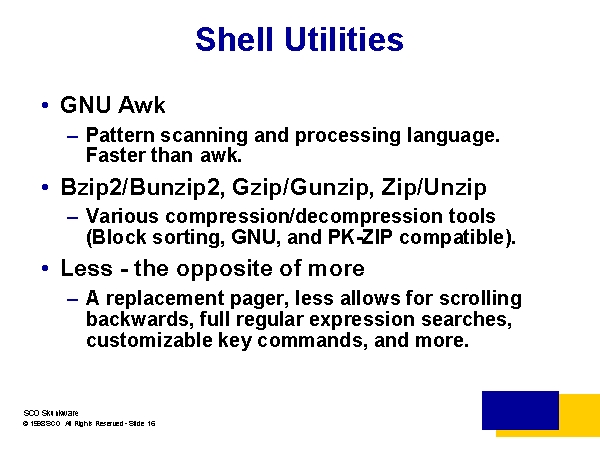 Shell Utilities
• GNU Awk
– Pattern scanning and processing language.
Faster than awk.
• Bzip2/Bunzip2, Gzip/Gunzip, Zip/Unzip
– Various compression/decompression tools
(Block sorting, GNU, and PK-ZIP compatible).
• Less - the opposite of more
– A replacement pager, less allows for scrolling
backwards, full regular expression searches,
customizable key commands, and more.
SCO Skunkware
© 1998 SCO All Rights Reserved - Slide 16